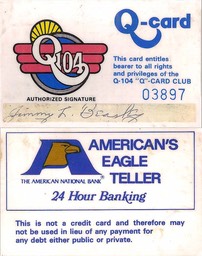 Q-card
Q104
This card entitles
bearer to all rights
and privileges of the
Q-104 "Q"-CARD CLUB
03897
AUTHORIZED SIGNATURE
Jimmy L.
AMERICAN'S
EAGLE
TELLER
THE AMERICAN NATIONAL BANK
24 Hour Banking
This is not a credit card and therefore may
not be used in lieu of any payment for
any debt either public or private.